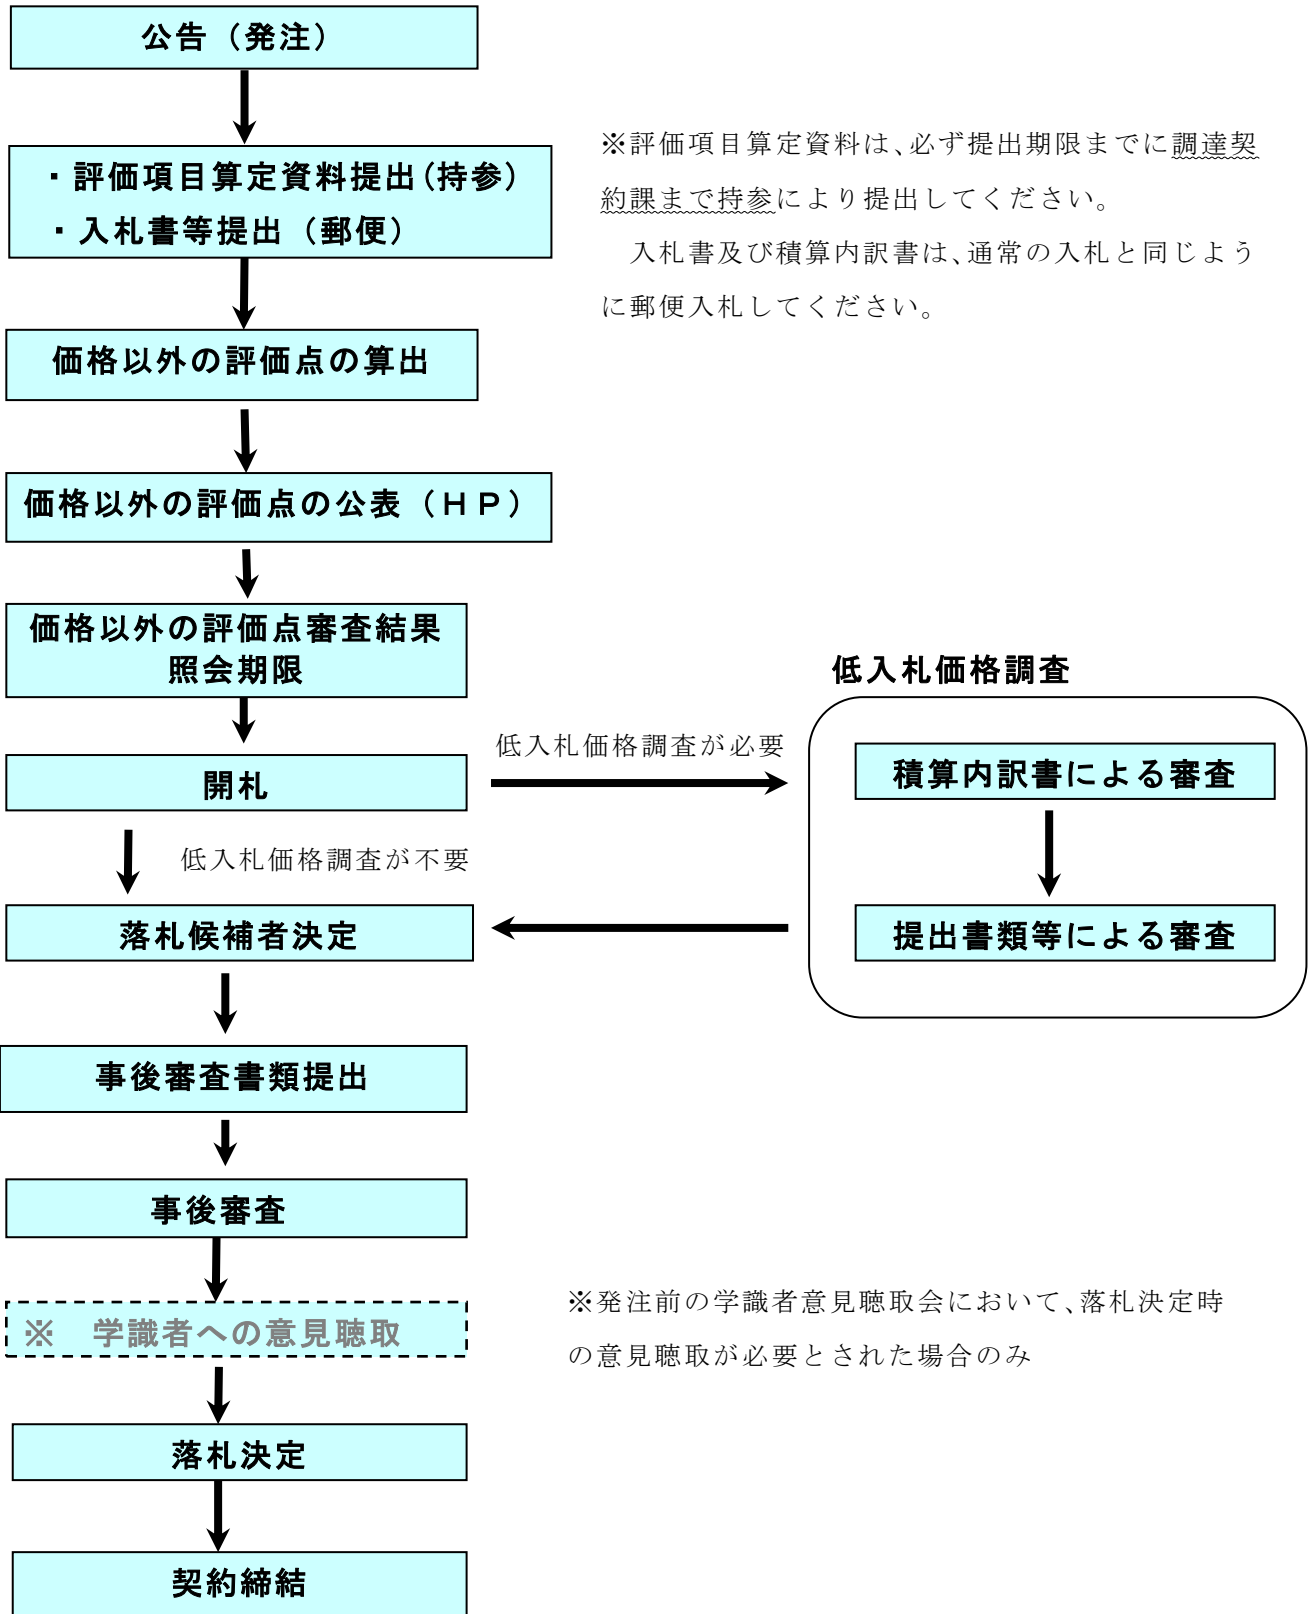 公告（発注）
・評価項目算定資料提出(持参)
・入札書等提出（郵便）
※評価項目算定資料は、必ず提出期限までに調達契
約課まで持参により提出してください。
　入札書及び積算内訳書は、通常の入札と同じよう
に郵便入札してください。
価格以外の評価点の算出
価格以外の評価点の公表（ＨＰ）
価格以外の評価点審査結果
照会期限
低入札価格調査
低入札価格調査が必要
開札
積算内訳書による審査
低入札価格調査が不要
落札候補者決定
提出書類等による審査
事後審査書類提出
事後審査
※発注前の学識者意見聴取会において、落札決定時
の意見聴取が必要とされた場合のみ
※　学識者への意見聴取
落札決定
契約締結